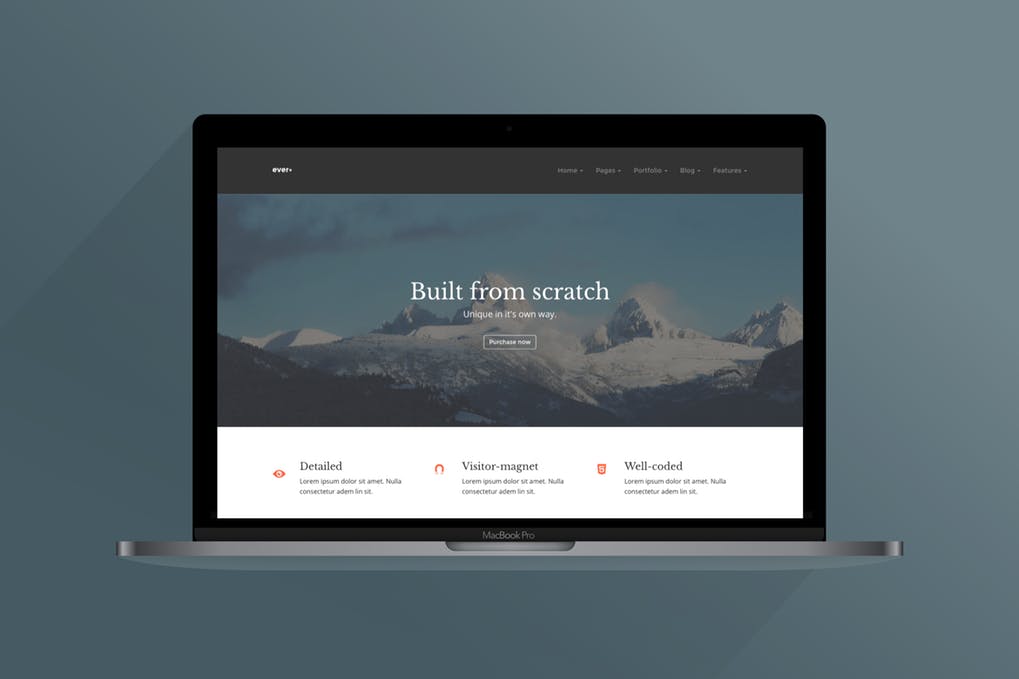 ever•
Home Pages Portfolio Blog Features
Built from scratch
Unique in it's own way.
Purchase now
Detailed
Lorem ipsum dolor sit amet. Nulla
consectetur adem lin sit.
Visitor-magnet
Lorem ipsum dolor sit amet. Nulla
consectetur adem lin sit.
Well-coded
Lorem ipsum dolor sit amet. Nulla
consectetur adem lin sit.
MacBook Pro